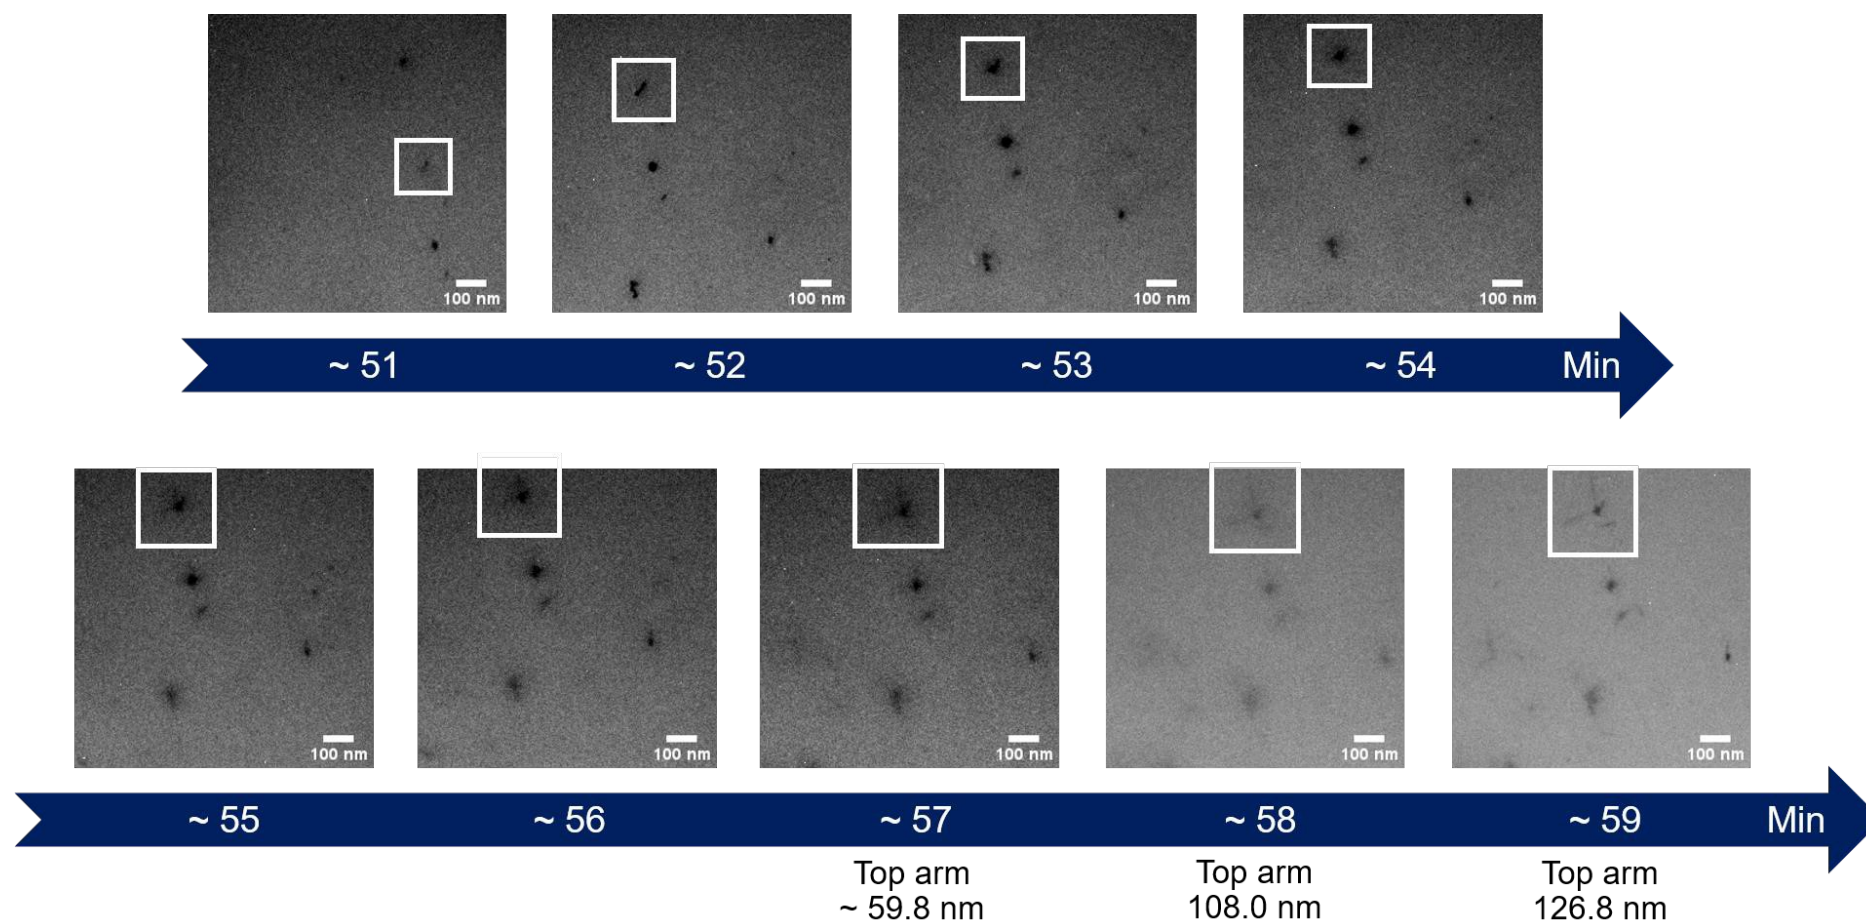 100 nm
100 nm
100 nm
100 nm
~ 51
~ 52
~ 53
~ 54
Min
100 nm
100 nm
100 nm
100 nm
100 nm
~ 55
~ 56
~ 57
~ 58
~ 59
Min
Top arm
~ 59.8 nm
Top arm
108.0 nm
Top arm
126.8 nm